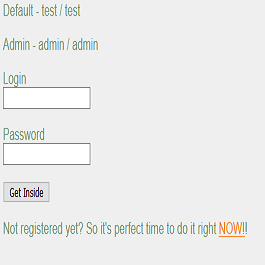 Default - test / test
Admin - admin / admin
Login
Password
Get Inside
Not registered yet? So it's perfect time to do it right NOW!!